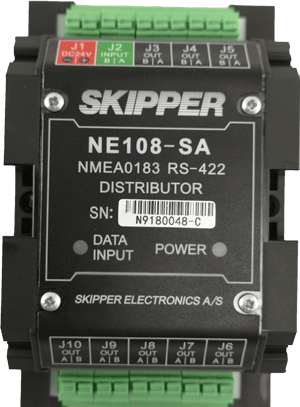 J1 J2 J3 J4 J5
DC24V INPUT OUT OUT OUT
- + B A B A B A B A
SKIPPER
NE108-SA
NMEA0183 RS-422
DISTRIBUTOR
SN:
N9180048-C
DATA INPUT POWER
SKIPPER ELECTRONICS A/S
J10 J9 J8 J7 J6
OUT OUT OUT OUT OUT
A B A B A B A B A B